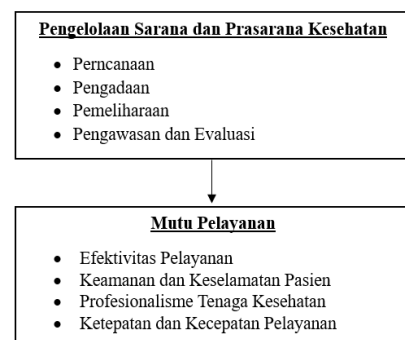 Pengelolaan Sarana dan Prasarana Kesehatan
• Perncanaan
• Pengadaan
• Pemeliharaan
• Pengawasan dan Evaluasi
Mutu Pelayanan
• Efektivitas Pelayanan
• Keamanan dan Keselamatan Pasien
• Profesionalisme Tenaga Kesehatan
• Ketepatan dan Kecepatan Pelayanan